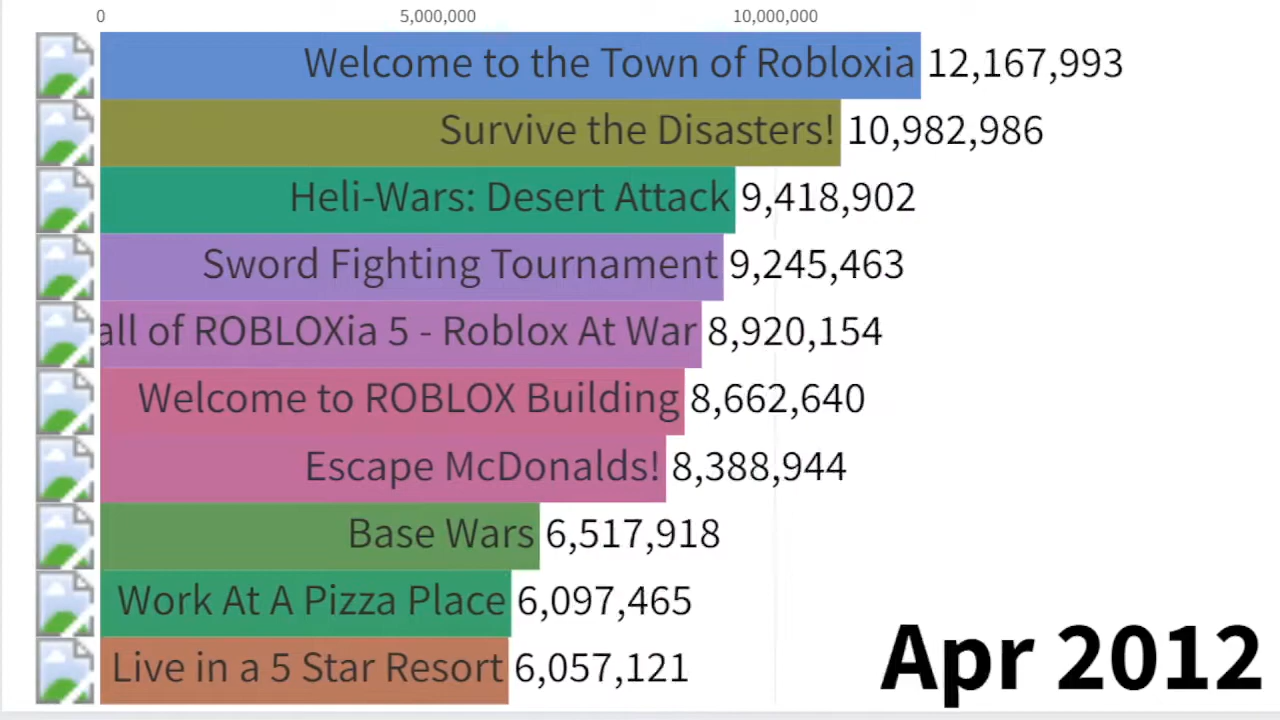 0 5,000,000 10,000,000
Welcome to the Town of Robloxia 12,167,993
Survive the Disasters! 10,982,986
Heli-Wars: Desert Attack 9,418,902
Sword Fighting Tournament 9,245,463
all of ROBLOXia 5 - Roblox At War 8,920,154
Welcome to ROBLOX Building 8,662,640
Escape McDonalds! 8,388,944
Base Wars 6,517,918
Work At A Pizza Place 6,097,465
Live in a 5 Star Resort 6,057,121
Apr 2012